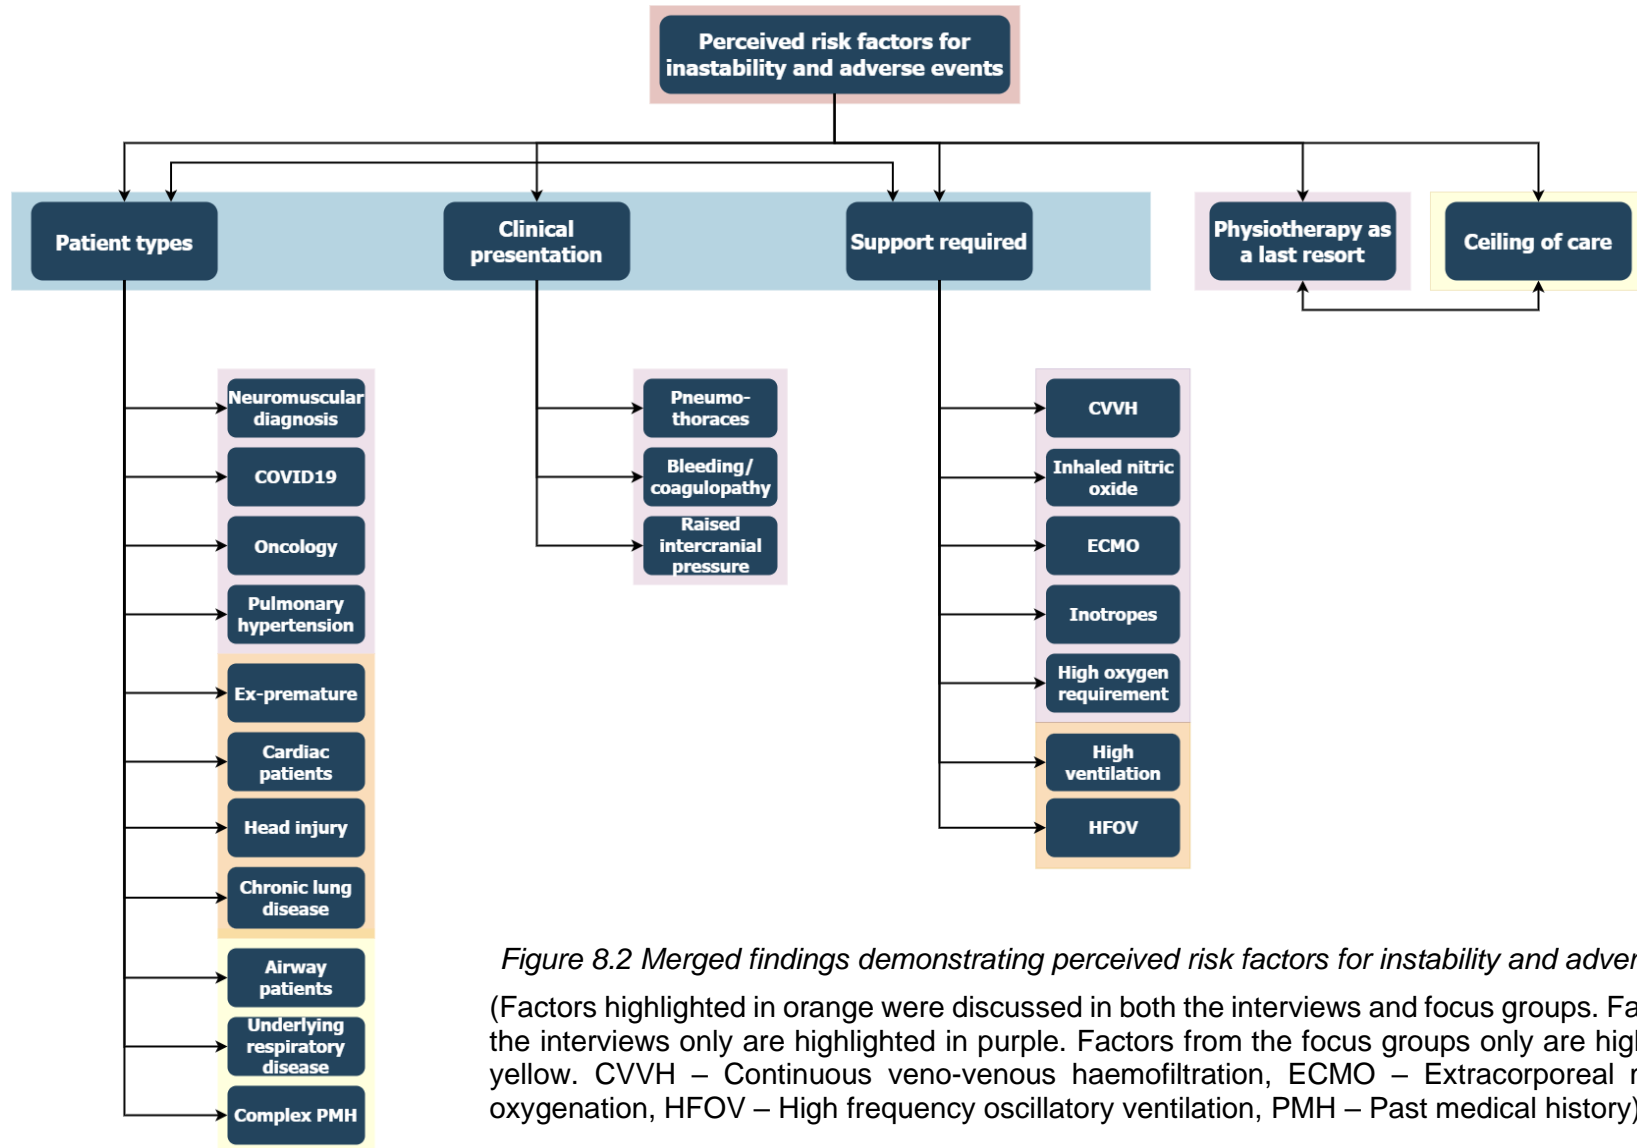 Perceived risk factors for
inastability and adverse events
Patient types
Clinical
presentation
Support required
Physiotherapy as
a last resort
Ceiling of care
Neuromuscular
diagnosis
COVID19
Oncology
Pulmonary
hypertension
Ex-premature
Cardiac
patients
Head injury
Chronic lung
disease
Airway
patients
Underlying
respiratory
disease
Complex PMH
Pneumo-
thoraces
Bleeding/
coagulopathy
Raised
intercranial
pressure
CVVH
Inhaled nitric
oxide
ECMO
Inotropes
High oxygen
requirement
High
ventilation
HFOV
Figure 8.2 Merged findings demonstrating perceived risk factors for instability and adver
(Factors highlighted in orange were discussed in both the interviews and focus groups. Fa
the interviews only are highlighted in purple. Factors from the focus groups only are high
yellow. CVVH – Continuous veno-venous haemofiltration, ECMO – Extracorporeal
oxygenation, HFOV – High frequency oscillatory ventilation, PMH – Past medical history)